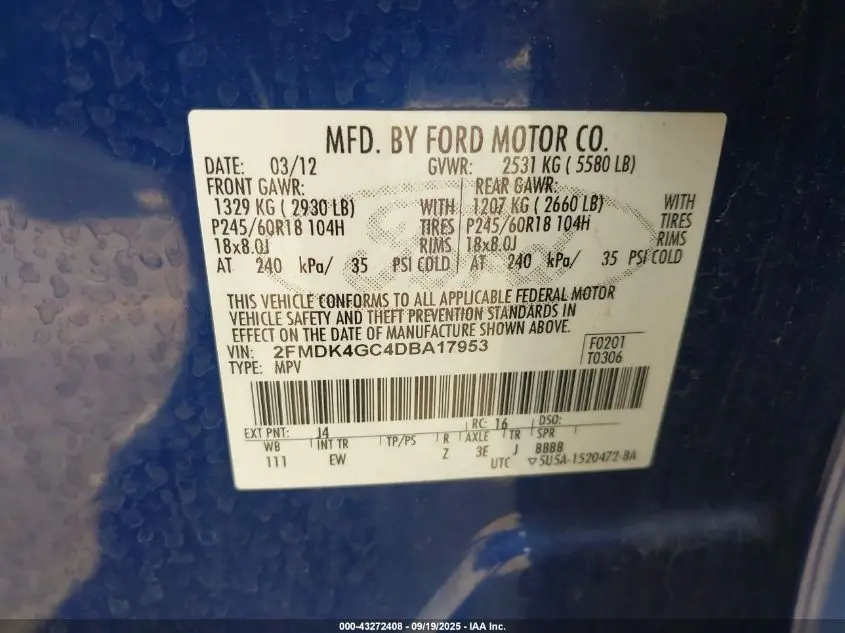 MFD. BY FORD MOTOR CO.
DATE: 03/12 GVWR: 2531 KG ( 5580 LB)
FRONT GAWR: REAR GAWR:
1329 KG ( 2930 LB) WITH 1207 KG ( 2660 LB) WITH
P245/60R18 104H TIRES P245/60R18 104H TIRES
18x8.0J RIMS 18x8.0J RIMS
AT 240 kPa/ 35 PSI COLD AT 240 kPa/ 35 PSI COLD
THIS VEHICLE CONFORMS TO ALL APPLICABLE FEDERAL MOTOR
VEHICLE SAFETY AND THEFT PREVENTION STANDARDS IN
EFFECT ON THE DATE OF MANUFACTURE SHOWN ABOVE.
VIN: 2FMDK4GC4DBA17953 F0201
TYPE: MPV T0306
EXT PNT: J4 RC: 16 DSO:
WB INT TR TP/PS R AXLE TR SPR
111 EW Z 3E J BBBB
UTC ▽5U5A-1520472-BA
000-43272408 - 09/19/2025 - IAA Inc.